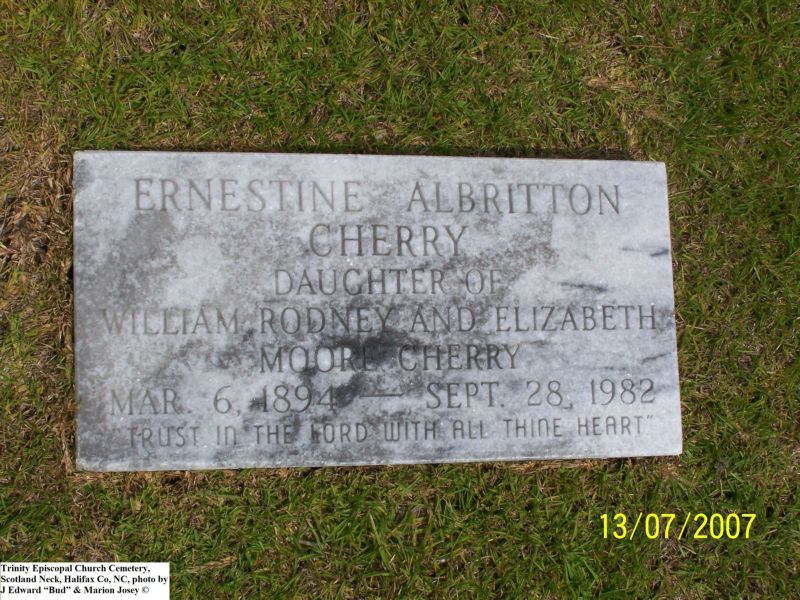 ERNESTINE ALBRITTON
CHERRY
DAUGHTER OF
WILLIAM RODNEY AND ELIZABETH
MOORE CHERRY
MAR. 6, 1894 — SEPT. 28, 1982
"TRUST IN THE LORD WITH ALL THINE HEART"
13/07/2007
Trinity Episcopal Church Cemetery,
Scotland Neck, Halifax Co, NC, photo by
J Edward “Bud” & Marion Josey ©